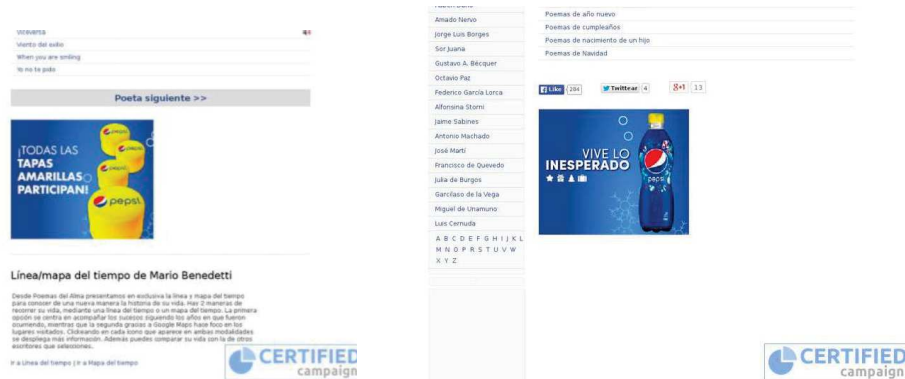 Viceversa
Viento del exilio
When you are smiling
Yo no te pido
Poeta siguiente >>
¡TODAS LAS
TAPAS
AMARILLAS
PARTICIPAN!
pepsi
Línea/mapa del tiempo de Mario Benedetti
Desde Poemas del Alma presentamos en exclusiva la línea y mapa del tiempo
para conocer de una nueva manera la historia de su vida. Hay 2 maneras de
recorrer su vida, mediante una línea del tiempo o un mapa del tiempo. La primera
opción se centra en acompañar los sucesos siguiendo los años en que fueron
ocurriendo, mientras que la segunda gracias a Google Maps hace foco en los
lugares visitados. Clickeando en cada icono que aparece en ambas modalidades
se despliega más información. Además puedes comparar su vida con la de otros
escritores que selecciones.
Ir a Línea del tiempo | Ir a Mapa del tiempo
CERTIFIED
campaign
Amado Nervo
Jorge Luis Borges
Sor Juana
Gustavo A. Bécquer
Octavio Paz
Federico García Lorca
Alfonsina Storni
Jaime Sabines
Antonio Machado
José Martí
Francisco de Quevedo
Julia de Burgos
Garcilaso de la Vega
Miguel de Unamuno
Luis Cernuda
A B C D E F G H I J K L
M N O P R S T U V W
X Y Z
Poemas de año nuevo
Poemas de cumpleaños
Poemas de nacimiento de un hijo
Poemas de Navidad
Like 284 Twittear 4 g+1 13
VIVE LO
INESPERADO
pepsi
CERTIFIED
campaign